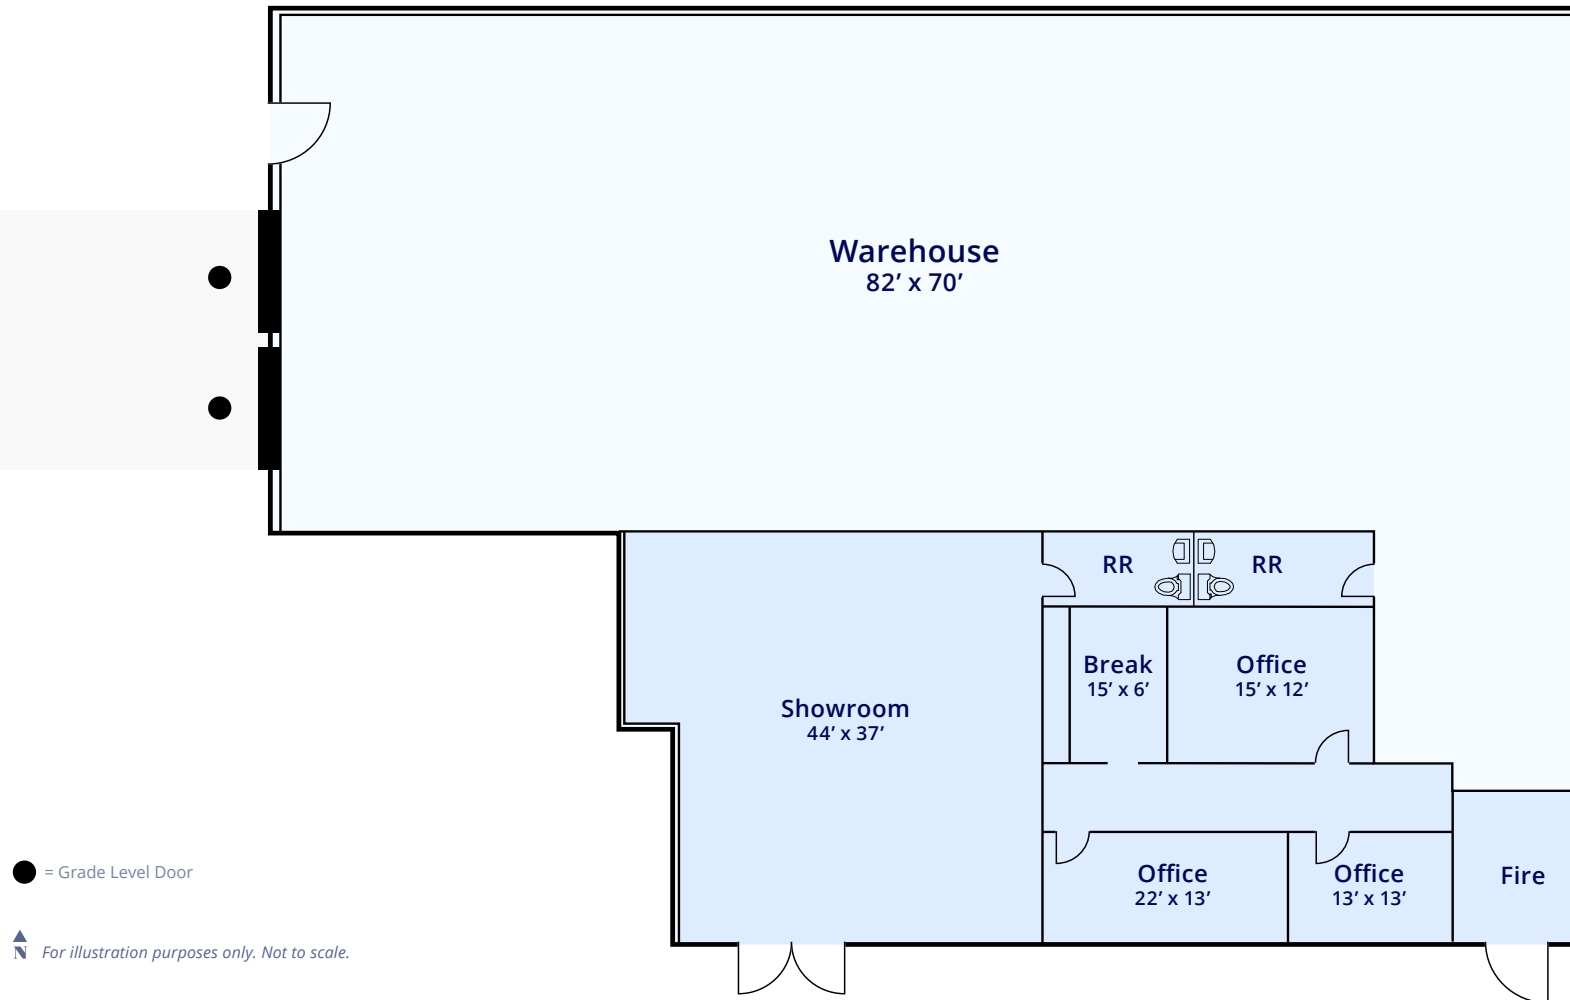 Warehouse
82’ x 70’
RR
RR
Break
15’ x 6’
Office
15’ x 12’
Showroom
44’ x 37’
Office
22’ x 13’
Office
13’ x 13’
Fire
= Grade Level Door
N
For illustration purposes only. Not to scale.